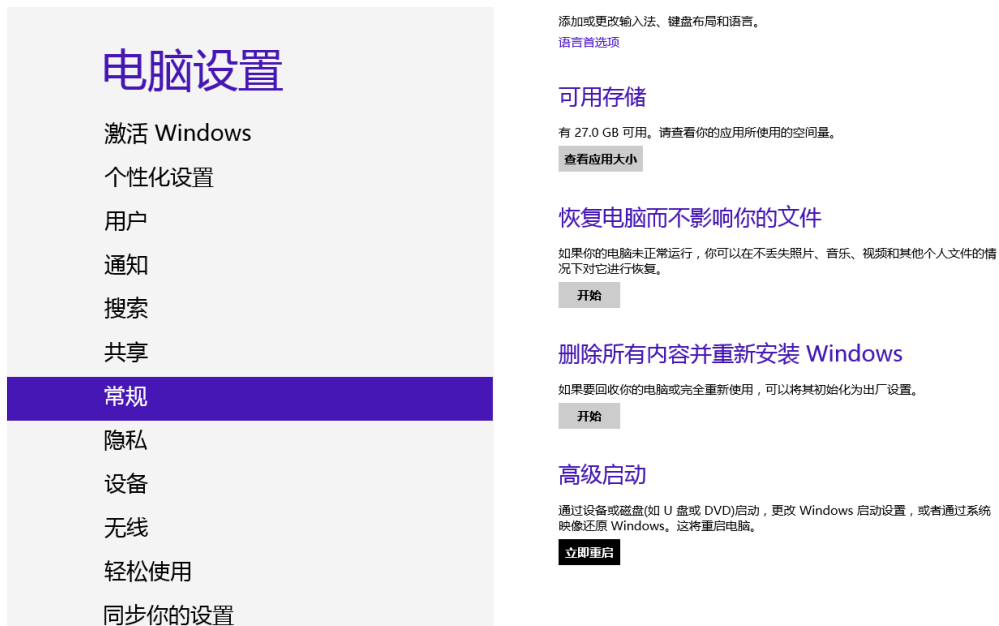 电脑设置
激活 Windows
个性化设置
用户
通知
搜索
共享
常规
隐私
设备
无线
轻松使用
同步你的设置
添加或更改输入法、键盘布局和语言。
语言首选项
可用存储
有 27.0 GB 可用。请查看你的应用所使用的空间量。
查看应用大小
恢复电脑而不影响你的文件
如果你的电脑未正常运行，你可以在不丢失照片、音乐、视频和其他个人文件的情
况下对它进行恢复。
开始
删除所有内容并重新安装 Windows
如果要回收你的电脑或完全重新使用，可以将其初始化为出厂设置。
开始
高级启动
通过设备或磁盘(如 U 盘或 DVD)启动，更改 Windows 启动设置，或者通过系统
映像还原 Windows。这将重启电脑。
立即重启